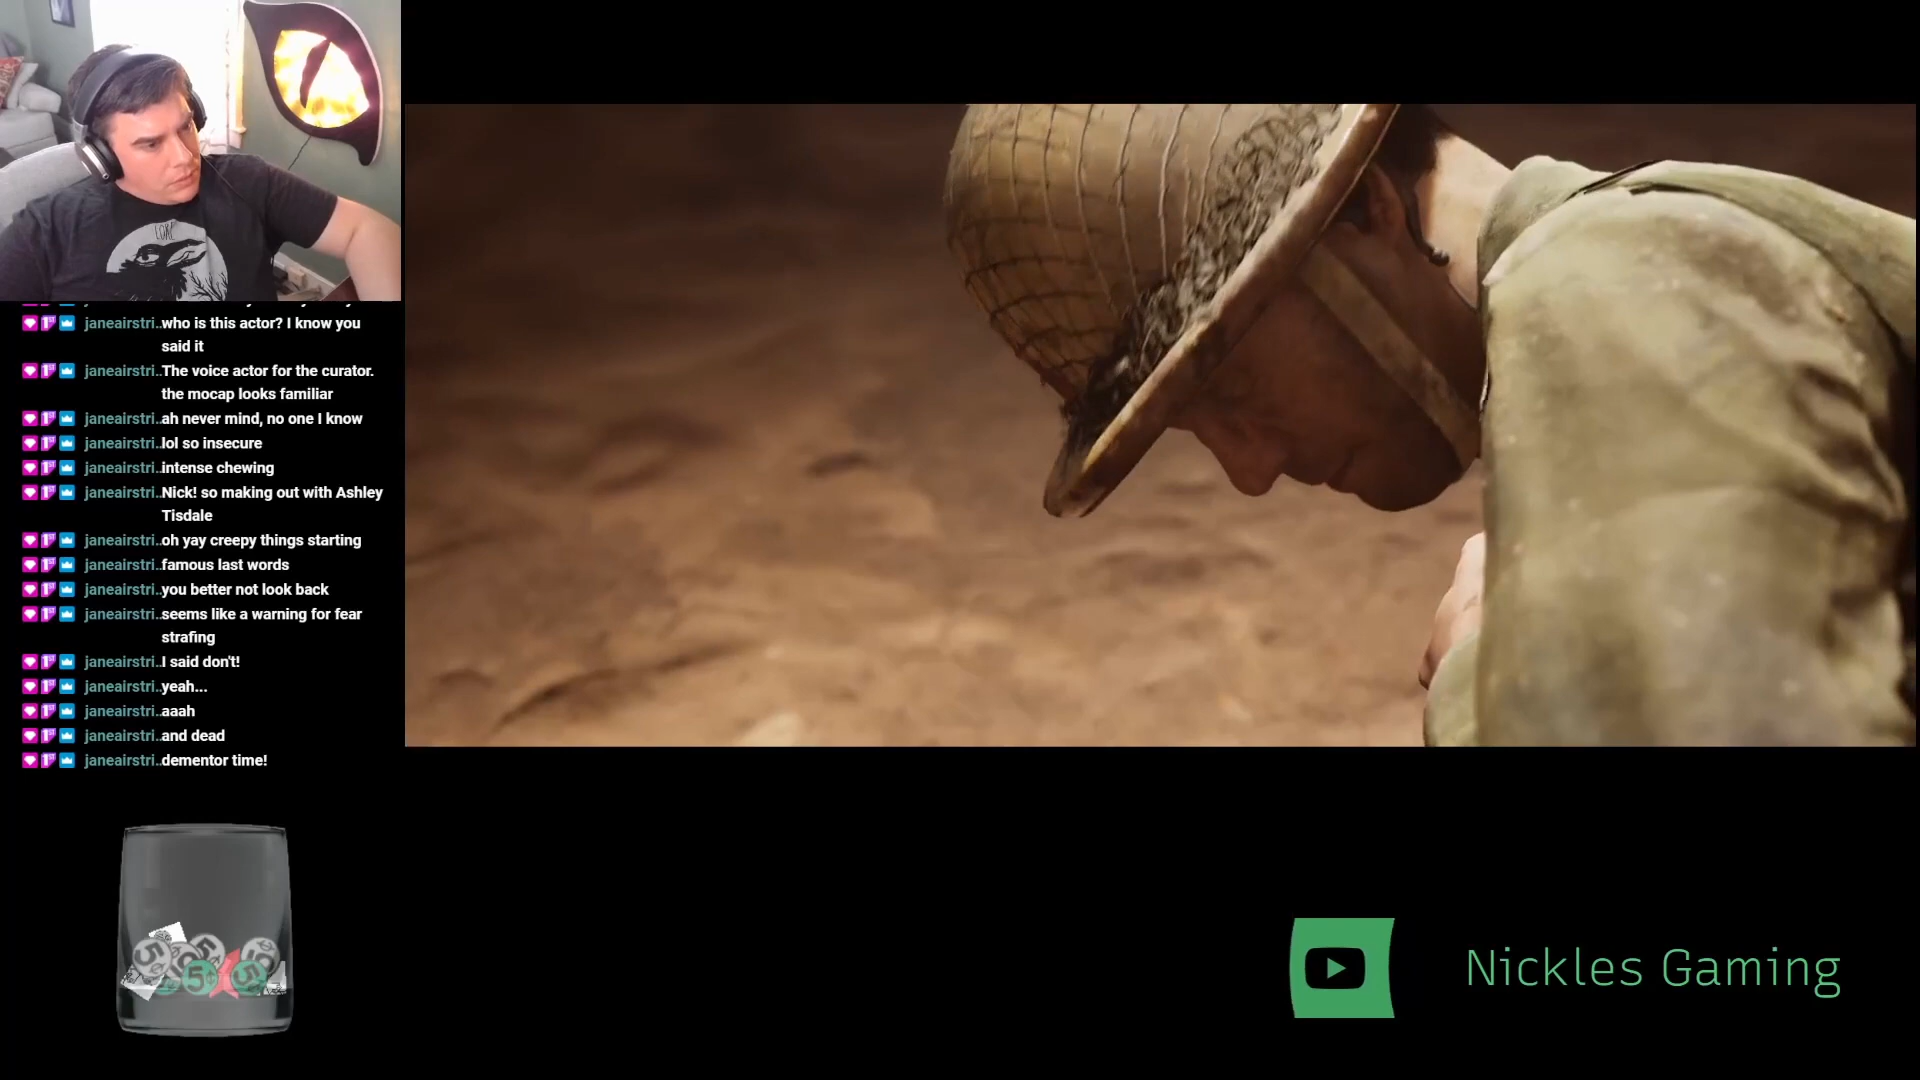 LORE
janeairstri..who is this actor? I know you
said it
janeairstri..The voice actor for the curator.
the mocap looks familiar
janeairstri..ah never mind, no one I know
janeairstri..lol so insecure
janeairstri..intense chewing
janeairstri..Nick! so making out with Ashley
Tisdale
janeairstri..oh yay creepy things starting
janeairstri..famous last words
janeairstri..you better not look back
janeairstri..seems like a warning for fear
strafing
janeairstri..I said don't!
janeairstri..yeah...
janeairstri..aaah
janeairstri..and dead
janeairstri..dementor time!
Nickles Gaming